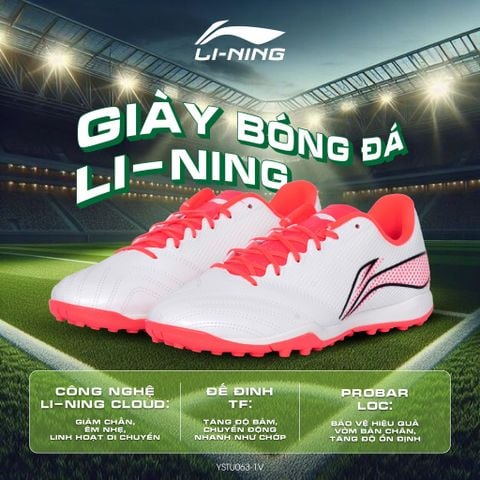 LI-NING
GIÀY BÓNG ĐÁ
LI-NING
CÔNG NGHỆ
LI-NING CLOUD:
GIẢM CHẤN,
ÊM NHẸ,
LINH HOẠT DI CHUYỂN
ĐẾ ĐINH
TF:
TĂNG ĐỘ BÁM,
CHUYỂN ĐỘNG
NHANH NHƯ CHỚP
PROBAR
LOC:
BẢO VỆ HIỆU QUẢ
VÒM BÀN CHÂN,
TĂNG ĐỘ ỔN ĐỊNH
YSTU063-1V